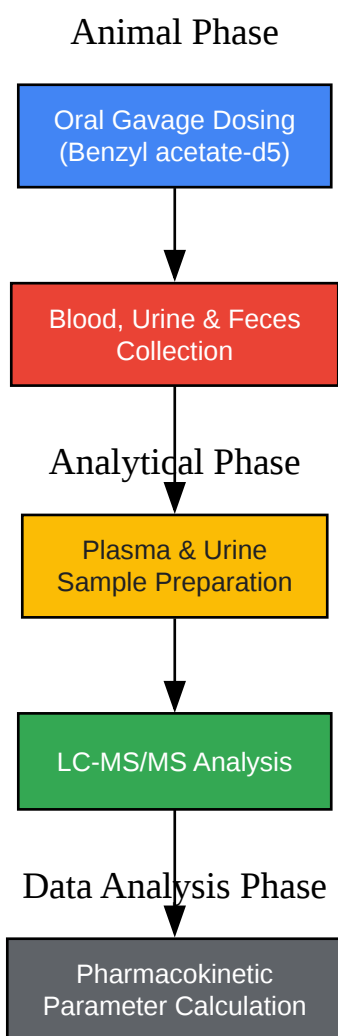 Animal Phase
Oral Gavage Dosing
(Benzyl acetate-d5)
Blood, Urine & Feces
Collection
Analytical Phase
Plasma & Urine
Sample Preparation
LC-MS/MS Analysis
Data Analysis Phase
Pharmacokinetic
Parameter Calculation